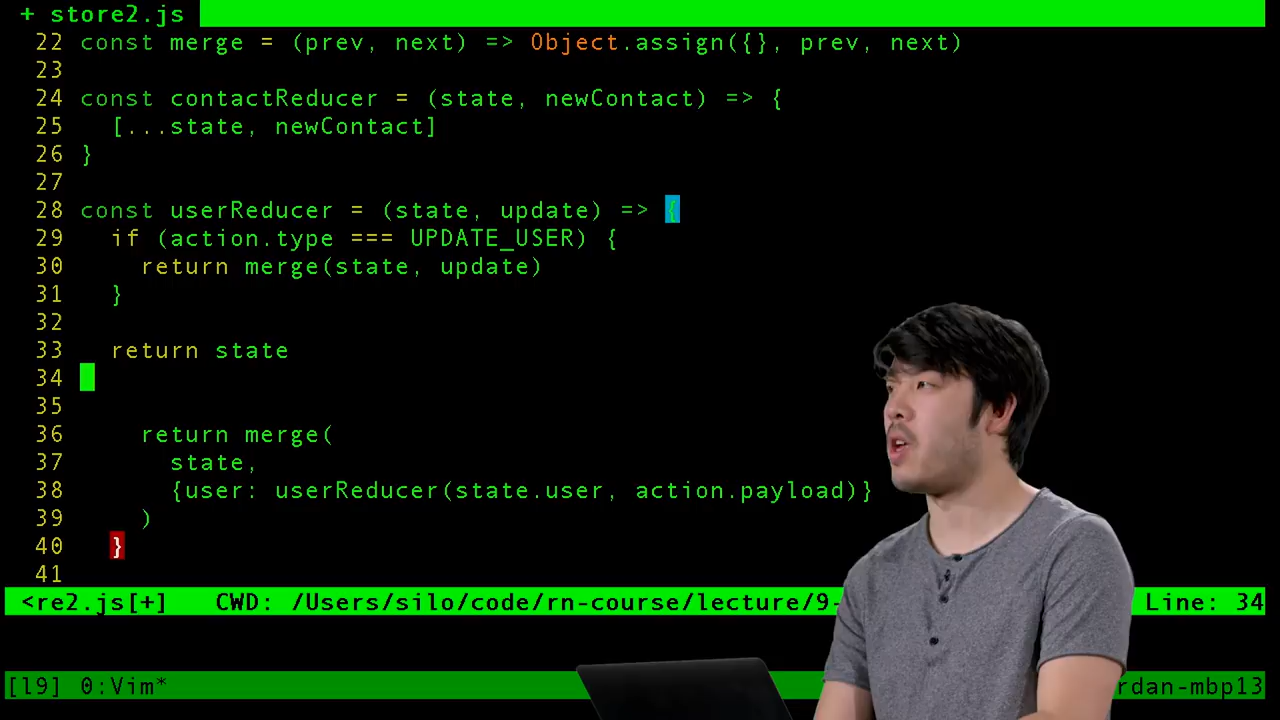 + store2.js
22 const merge = (prev, next) => Object.assign({}, prev, next)
23
24 const contactReducer = (state, newContact) => {
25   [...state, newContact]
26 }
27
28 const userReducer = (state, update) => {
29   if (action.type === UPDATE_USER) {
30     return merge(state, update)
31   }
32
33   return state
34
35
36     return merge(
37       state,
38       {user: userReducer(state.user, action.payload)}
39     )
40   }
41
<re2.js[+]   CWD: /Users/silo/code/rn-course/lecture/9- Line: 34
[l9] 0:Vim* rdan-mbp13